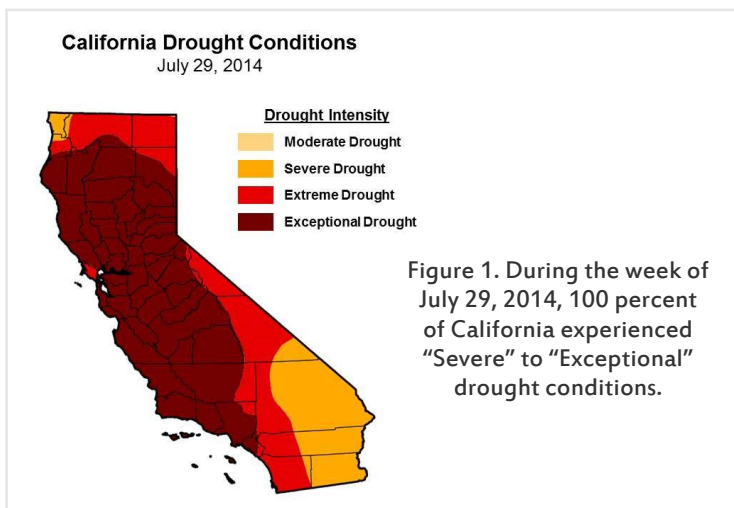 California Drought Conditions
July 29, 2014
Drought Intensity
Moderate Drought
Severe Drought
Extreme Drought
Exceptional Drought
Figure 1. During the week of
July 29, 2014, 100 percent
of California experienced
“Severe” to “Exceptional”
drought conditions.